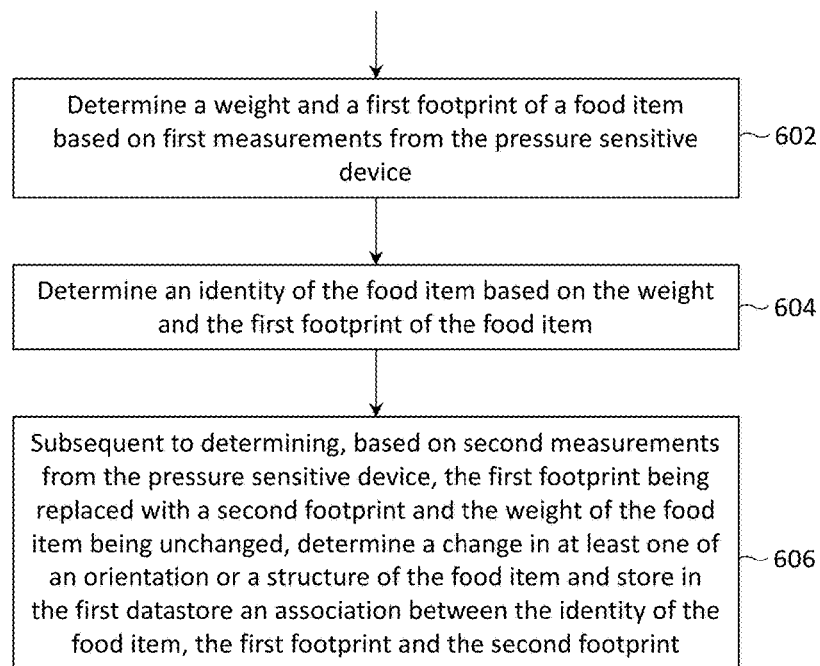 Determine a weight and a first footprint of a food item
based on first measurements from the pressure sensitive
device
602
Determine an identity of the food item based on the weight
and the first footprint of the food item
604
Subsequent to determining, based on second measurements
from the pressure sensitive device, the first footprint being
replaced with a second footprint and the weight of the food
item being unchanged, determine a change in at least one of
an orientation or a structure of the food item and store in
the first datastore an association between the identity of the
food item, the first footprint and the second footprint
606